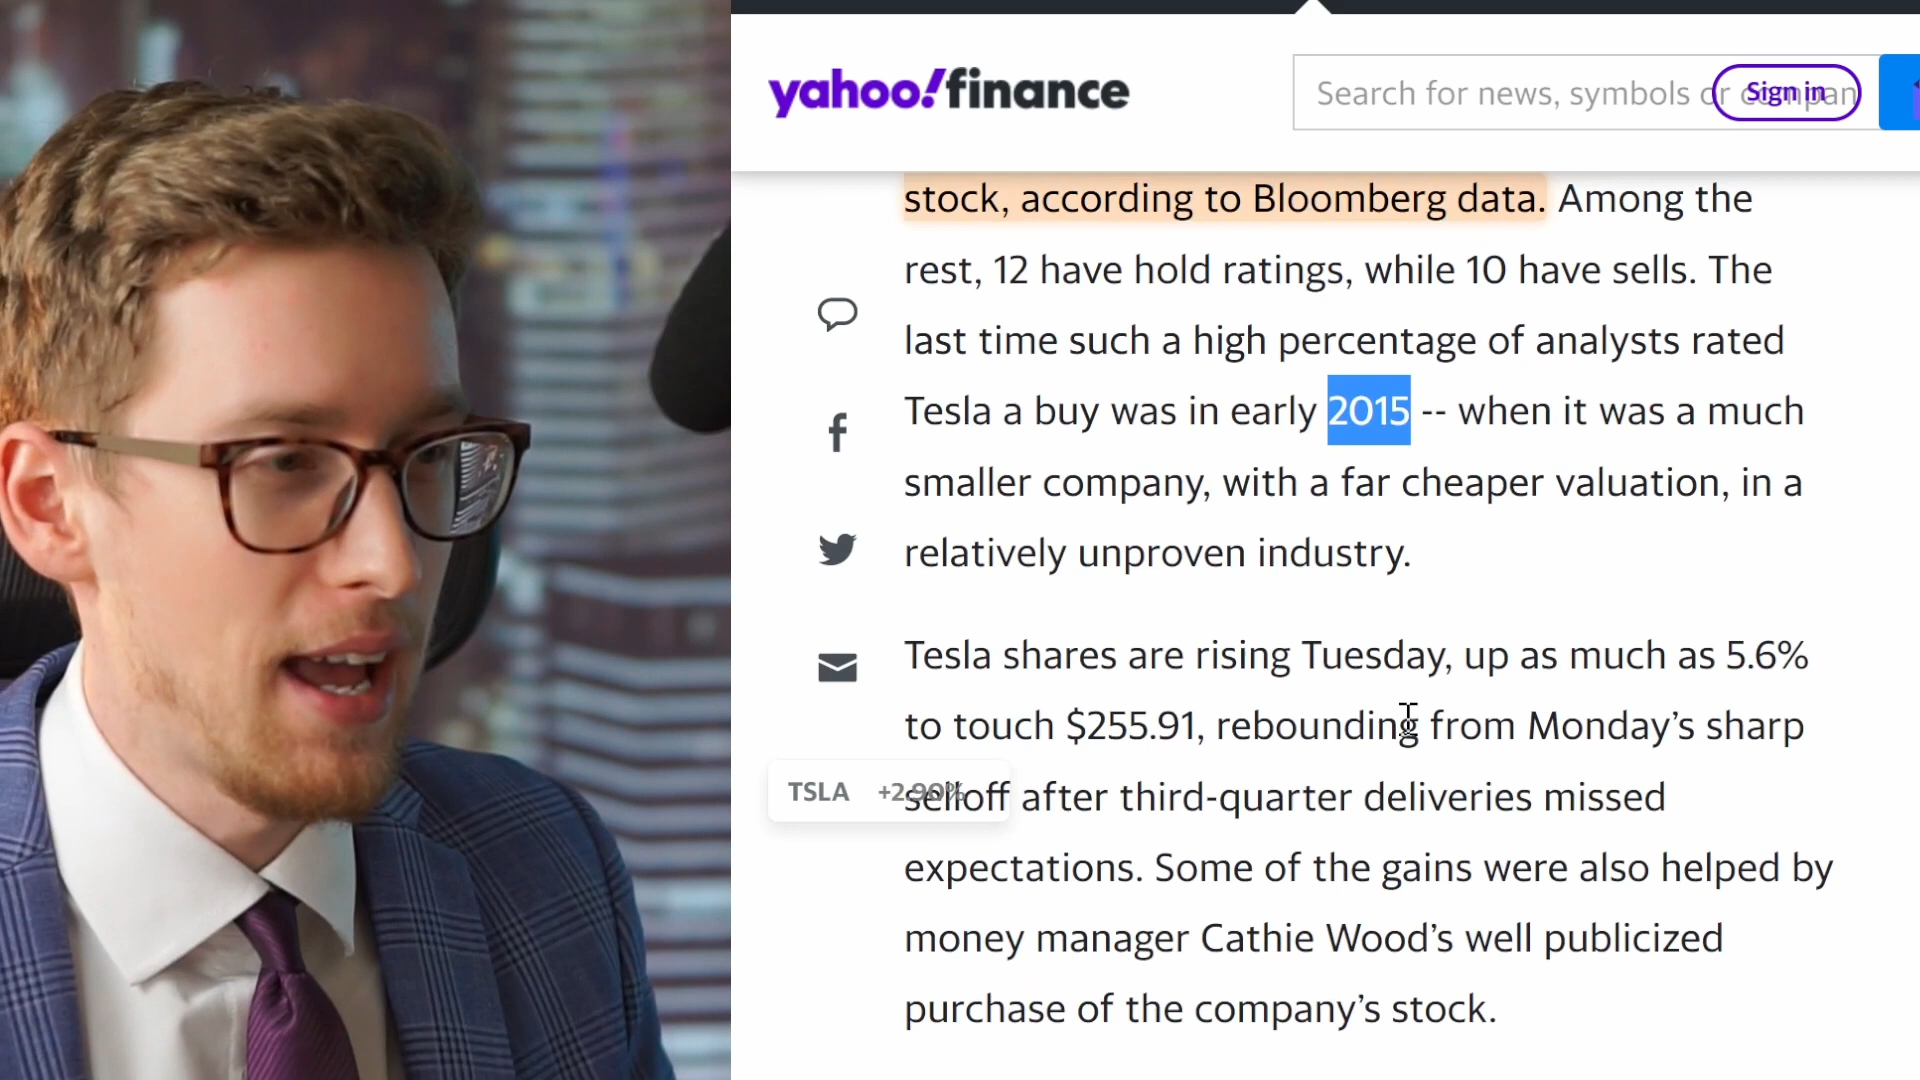 yahoo!finance
Search for news, symbols or compan
Sign in
stock, according to Bloomberg data. Among the
rest, 12 have hold ratings, while 10 have sells. The
last time such a high percentage of analysts rated
Tesla a buy was in early 2015 -- when it was a much
smaller company, with a far cheaper valuation, in a
relatively unproven industry.
Tesla shares are rising Tuesday, up as much as 5.6%
to touch $255.91, rebounding from Monday’s sharp
selloff after third-quarter deliveries missed
TSLA +2.90%
expectations. Some of the gains were also helped by
money manager Cathie Wood’s well publicized
purchase of the company’s stock.